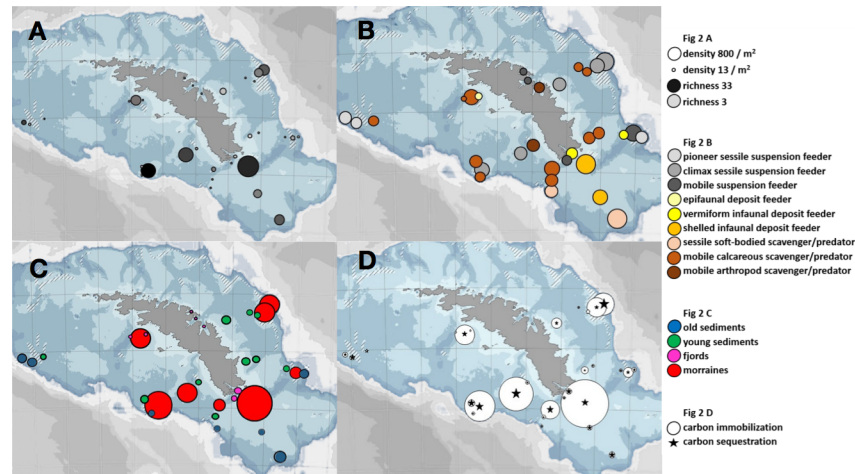 A
B
C
D
Fig 2 A
density 800 / m²
density 13 / m²
richness 33
richness 3
Fig 2 B
pioneer sessile suspension feeder
climax sessile suspension feeder
mobile suspension feeder
epifaunal deposit feeder
vermiform infaunal deposit feeder
shelled infaunal deposit feeder
sessile soft-bodied scavenger/predator
mobile calcareous scavenger/predator
mobile arthropod scavenger/predator
Fig 2 C
old sediments
young sediments
fjords
morraines
Fig 2 D
carbon immobilization
carbon sequestration